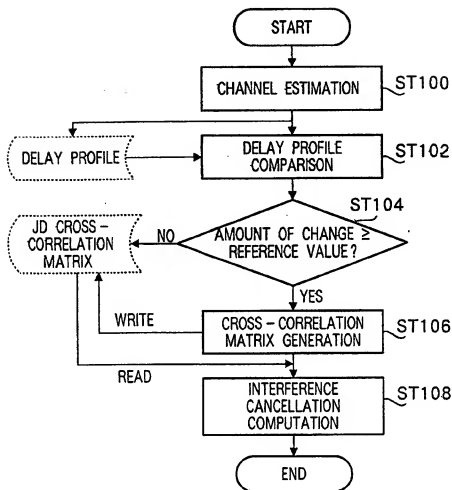 START
CHANNEL ESTIMATION
ST100
DELAY PROFILE
DELAY PROFILE
COMPARISON
ST102
ST104
JD CROSS-
CORRELATION
MATRIX
NO
AMOUNT OF CHANGE ≥
REFERENCE VALUE?
YES
WRITE
CROSS-CORRELATION
MATRIX GENERATION
ST106
READ
INTERFERENCE
CANCELLATION
COMPUTATION
ST108
END